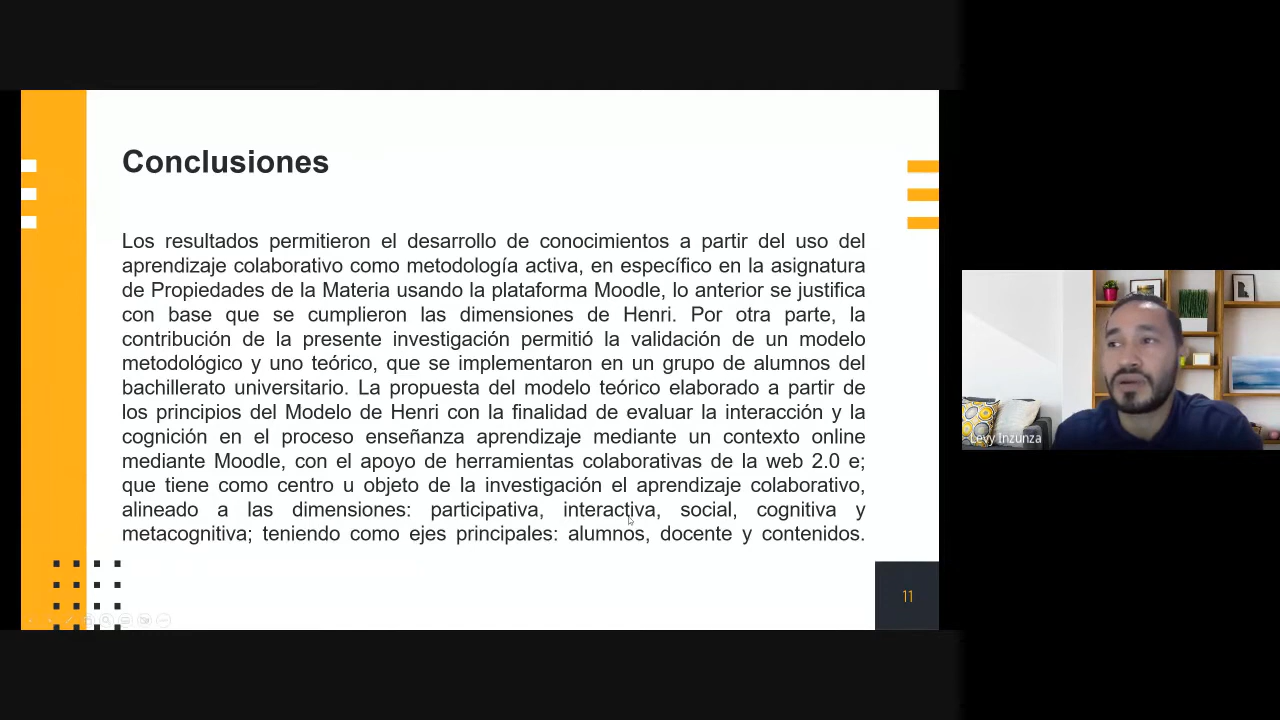 Conclusiones
Los resultados permitieron el desarrollo de conocimientos a partir del uso del
aprendizaje colaborativo como metodología activa, en específico en la asignatura
de Propiedades de la Materia usando la plataforma Moodle, lo anterior se justifica
con base que se cumplieron las dimensiones de Henri. Por otra parte, la
contribución de la presente investigación permitió la validación de un modelo
metodológico y uno teórico, que se implementaron en un grupo de alumnos del
bachillerato universitario. La propuesta del modelo teórico elaborado a partir de
los principios del Modelo de Henri con la finalidad de evaluar la interacción y la
cognición en el proceso enseñanza aprendizaje mediante un contexto online
mediante Moodle, con el apoyo de herramientas colaborativas de la web 2.0 e;
que tiene como centro u objeto de la investigación el aprendizaje colaborativo,
alineado a las dimensiones: participativa, interactiva, social, cognitiva y
metacognitiva; teniendo como ejes principales: alumnos, docente y contenidos.
11
Levy Inzunza